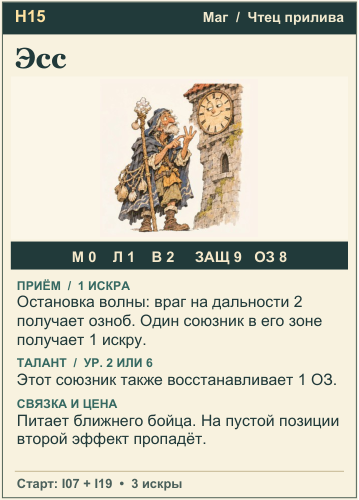 H15
Маг / Чтец прилива
Эсс
М 0 Л 1 В 2 ЗАЩ 9 ОЗ 8
ПРИЁМ / 1 ИСКРА
Остановка волны: враг на дальности 2
получает озноб. Один союзник в его зоне
получает 1 искру.
ТАЛАНТ / УР. 2 ИЛИ 6
Этот союзник также восстанавливает 1 ОЗ.
СВЯЗКА И ЦЕНА
Питает ближнего бойца. На пустой позиции
второй эффект пропадёт.
Старт: I07 + I19 • 3 искры